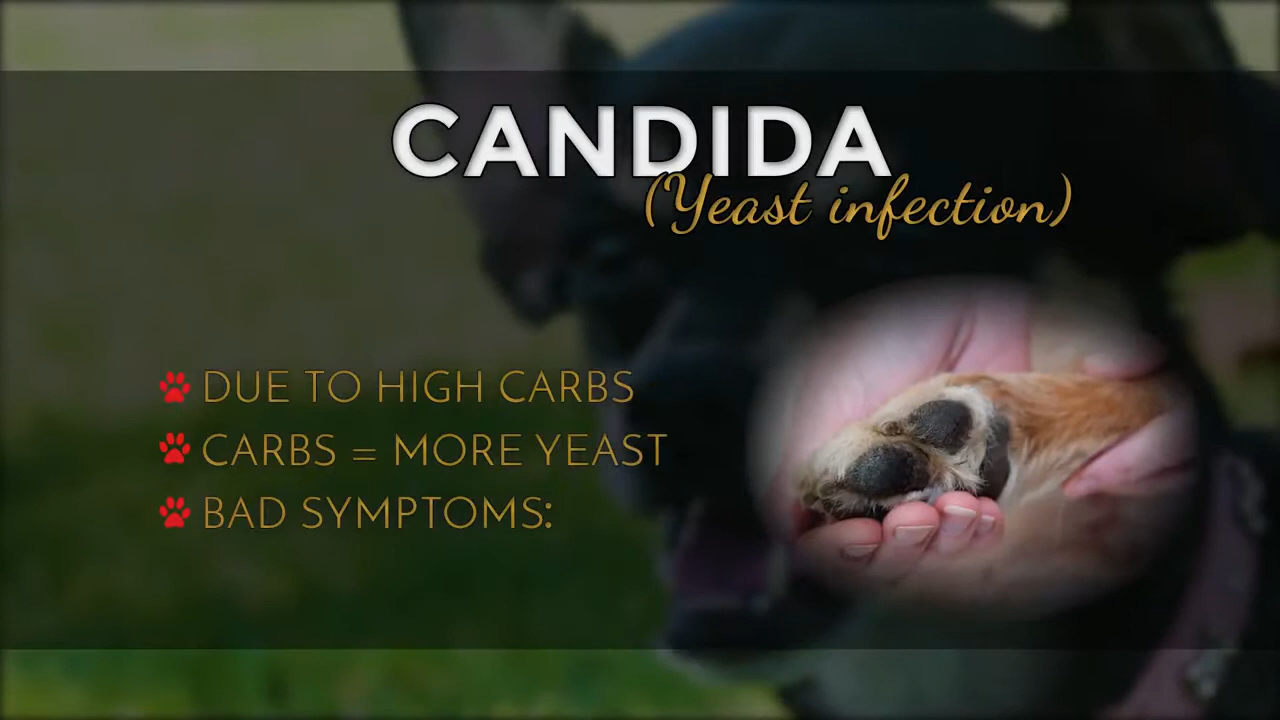 CANDIDA
(Yeast infection)
DUE TO HIGH CARBS
CARBS = MORE YEAST
BAD SYMPTOMS: